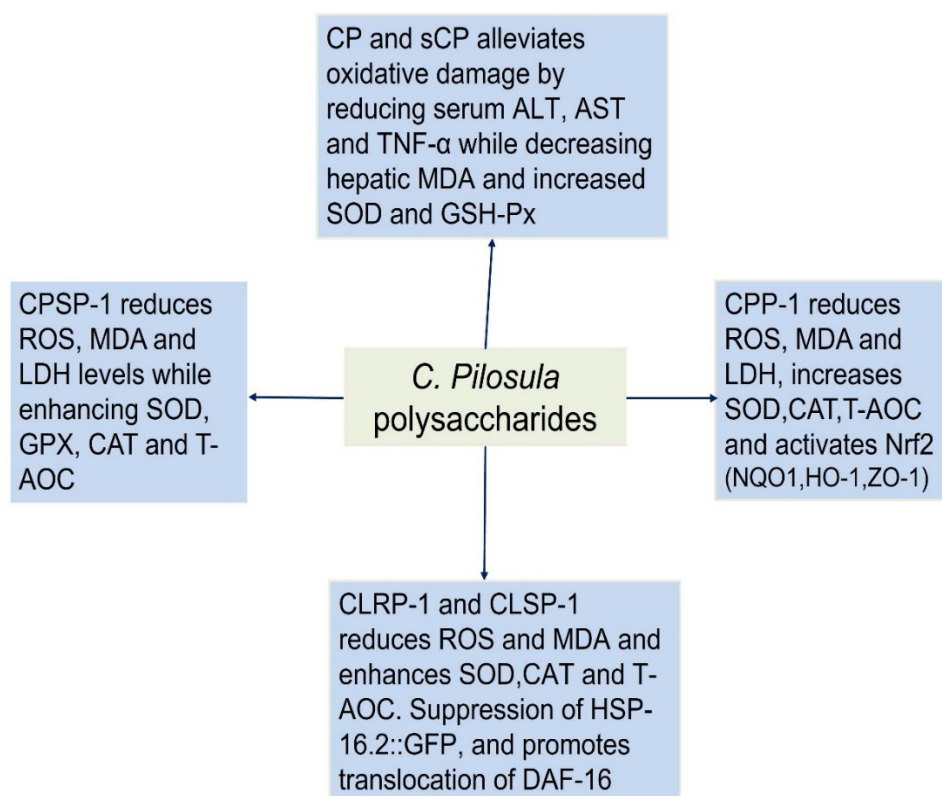 CP and sCP alleviates
oxidative damage by
reducing serum ALT, AST
and TNF-α while decreasing
hepatic MDA and increased
SOD and GSH-Px
CPSP-1 reduces
ROS, MDA and
LDH levels while
enhancing SOD,
GPX, CAT and T-
AOC
C. Pilosula
polysaccharides
CPP-1 reduces
ROS, MDA and
LDH, increases
SOD,CAT,T-AOC
and activates Nrf2
(NQO1,HO-1,ZO-1)
CLRP-1 and CLSP-1
reduces ROS and MDA and
enhances SOD,CAT and T-
AOC. Suppression of HSP-
16.2::GFP, and promotes
translocation of DAF-16